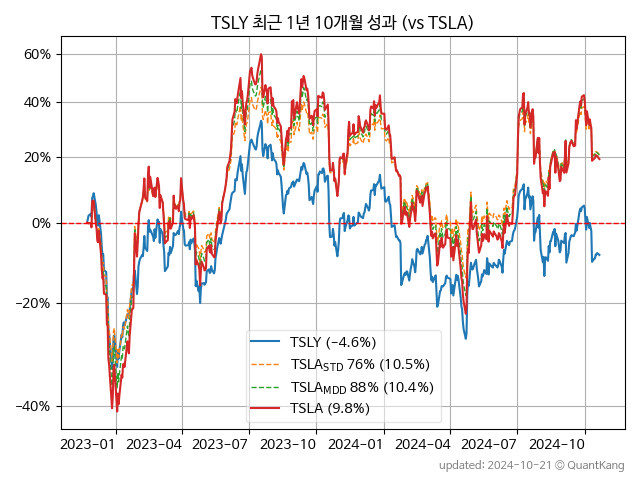 TSLY 최근 1년 10개월 성과 (vs TSLA)
60%
40%
20%
0%
−20%
−40%
TSLY (−4.6%)
TSLA_STD 76% (10.5%)
TSLA_MDD 88% (10.4%)
TSLA (9.8%)
2023-01 2023-04 2023-07 2023-10 2024-01 2024-04 2024-07 2024-10
updated: 2024-10-21 © QuantKang